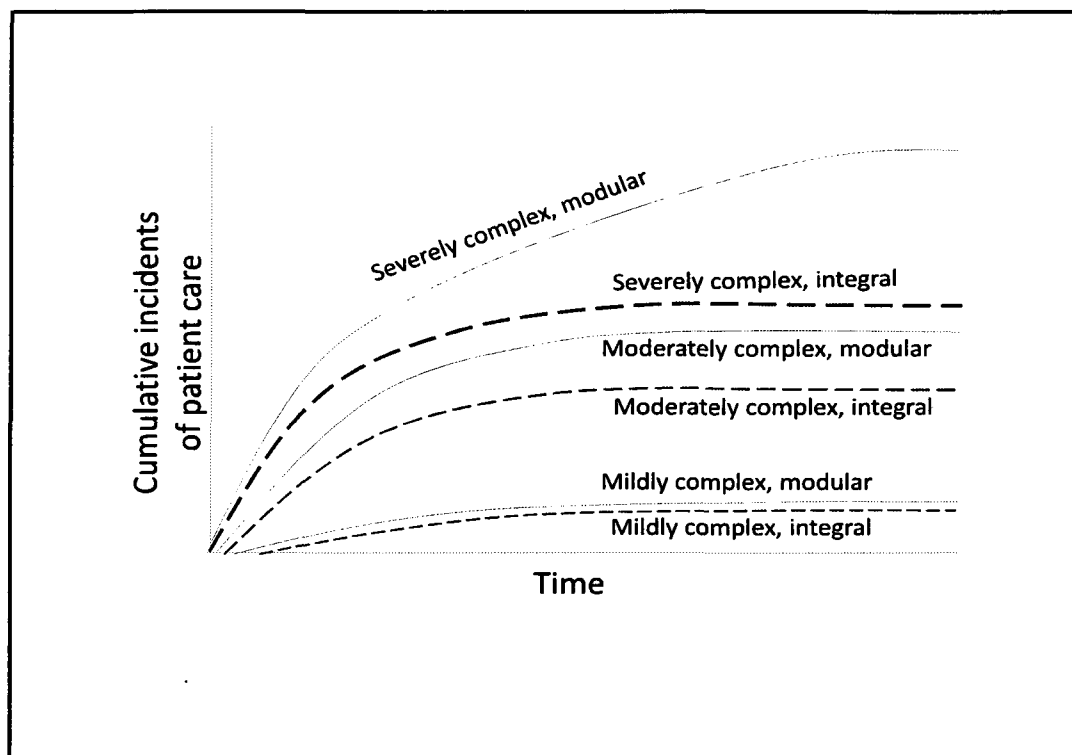 Cumulative incidents
of patient care
Severely complex, modular
Severely complex, integral
Moderately complex, modular
Moderately complex, integral
Mildly complex, modular
Mildly complex, integral
Time